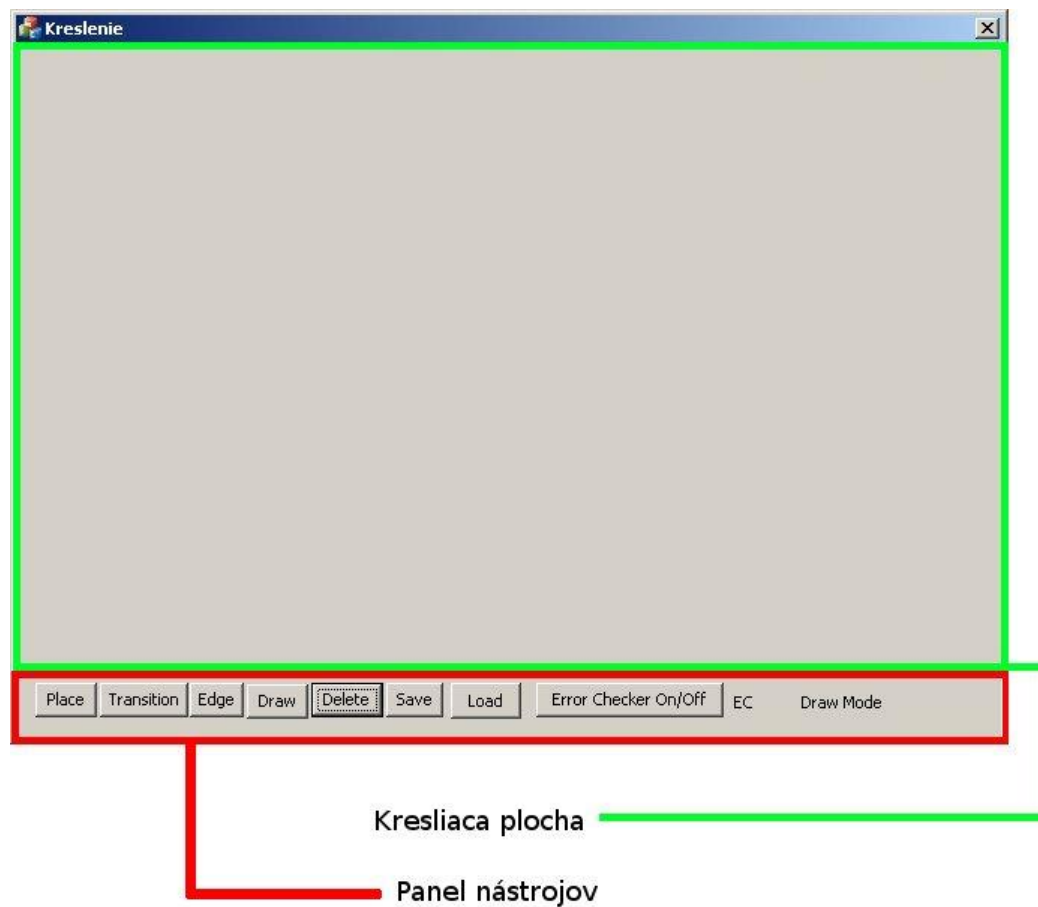 Kreslenie
Place Transition Edge Draw Delete Save Load Error Checker On/Off EC Draw Mode
Kresliaca plocha
Panel nástrojov